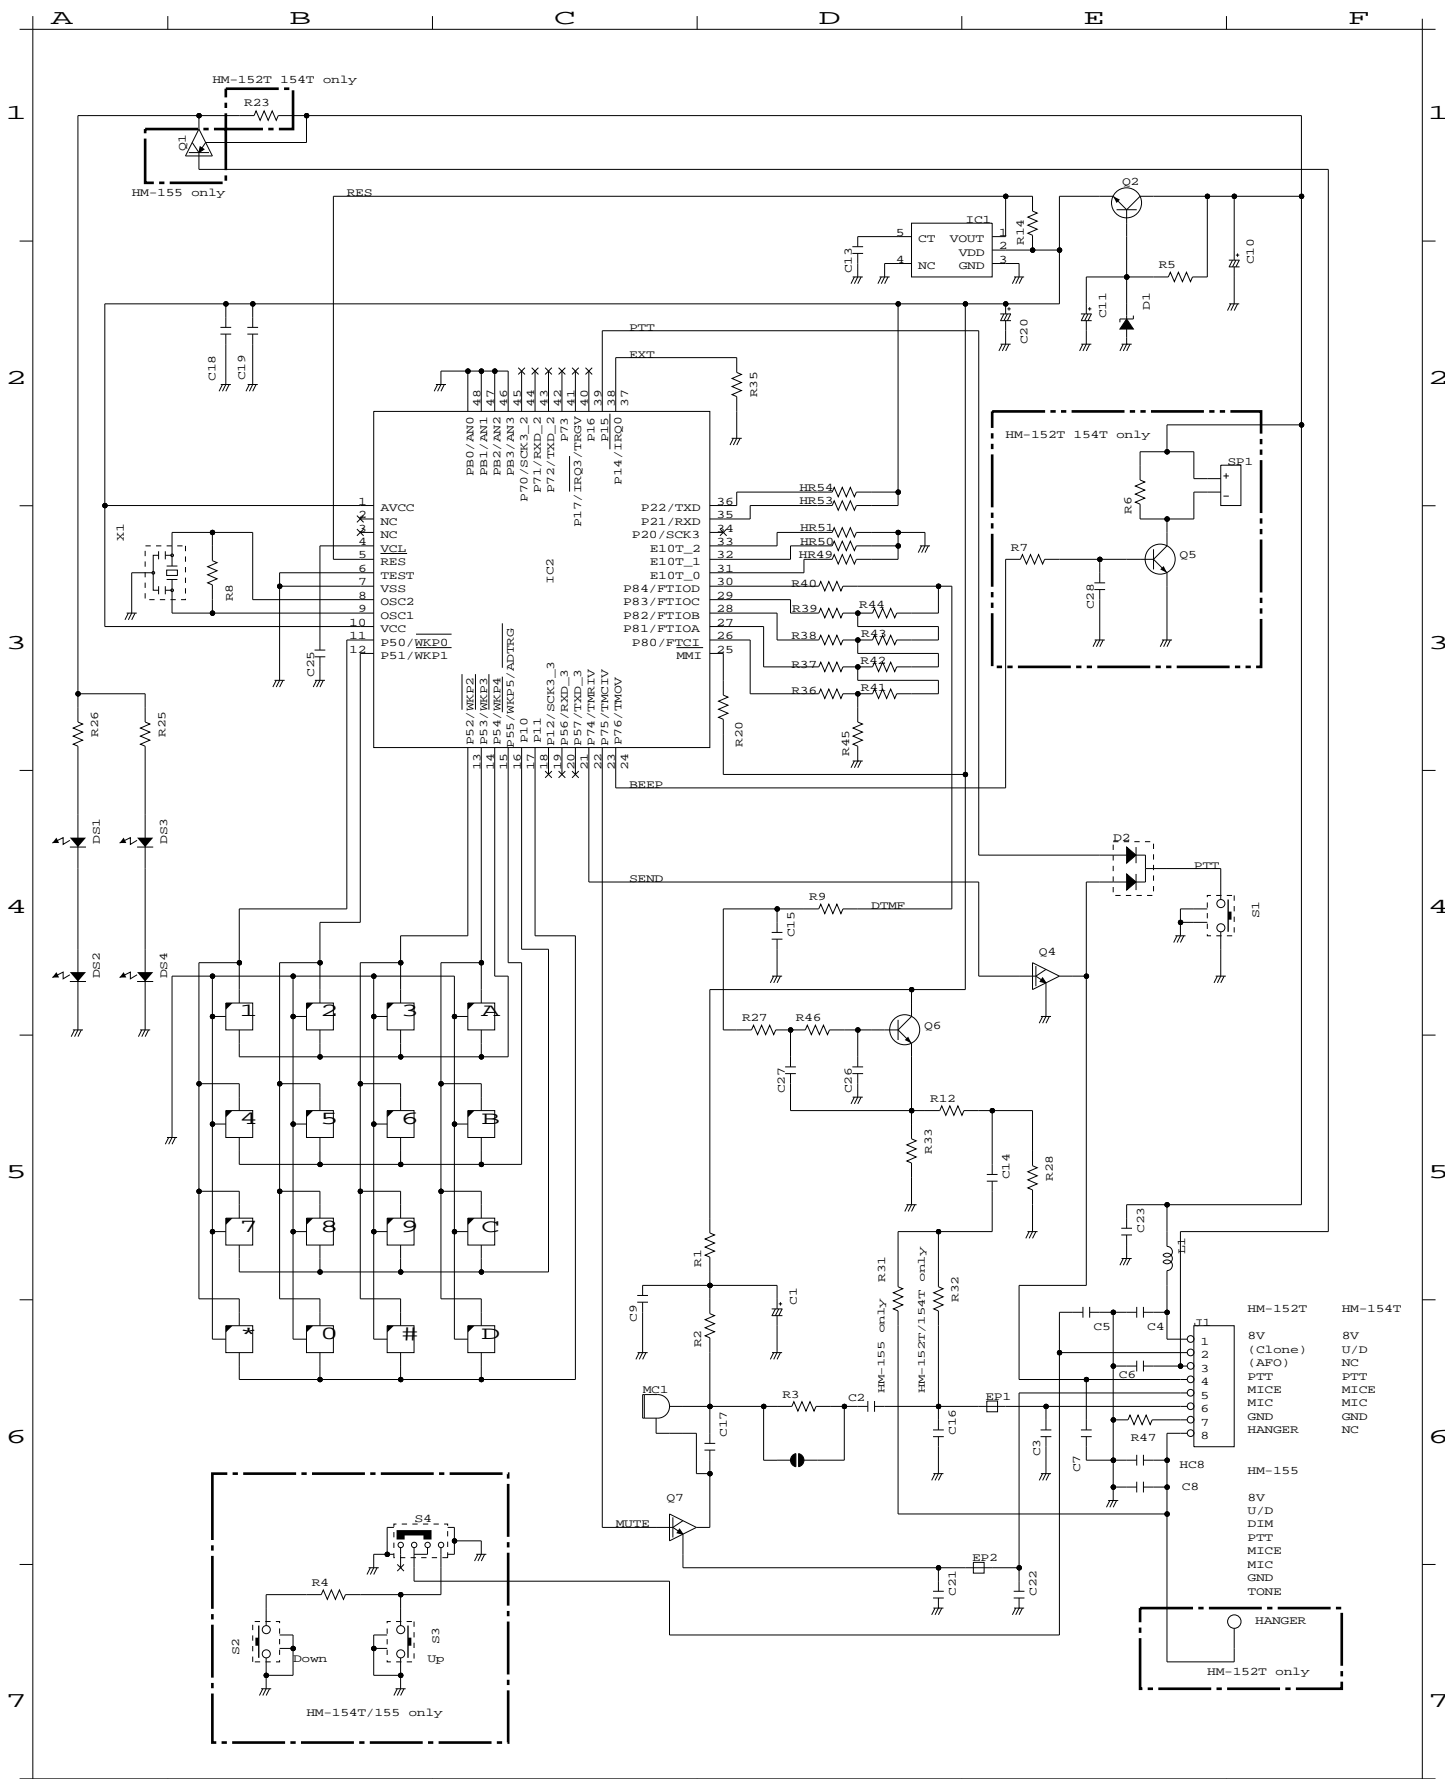 A B C D E F
1
1
HM-152T 154T only
R23
Q1
HM-155 only
RES
Q2
IC1
R14
5 CT VOUT 1
VDD 2
4 NC GND 3
C13
R5
C10
C11
D1
C20
C18
C19
2
2
PTT
EXT
R35
48 47 46 45 44 43 42 41 40 39 38 37
PB0/AN0
PB1/AN1
PB2/AN2
PB3/AN3
P70/SCK3_2
P71/RXD_2
P72/TXD_2
P73
P17/IRQ3/TRGV
P16
P15
P14/IRQ0
HM-152T 154T only
SP1
+
-
R6
R7
Q5
C28
X1
R8
1 AVCC
2 NC
3 NC
4 VCL
5 RES
6 TEST
7 VSS
8 OSC2
9 OSC1
10 VCC
11 P50/WKP0
12 P51/WKP1
IC2
P22/TXD 36
P21/RXD 35
P20/SCK3 34
E10T_2 33
E10T_1 32
E10T_0 31
P84/FTIOD 30
P83/FTIOC 29
P82/FTIOB 28
P81/FTIOA 27
P80/FTCI 26
MMI 25
HR54
HR53
HR51
HR50
HR49
R40
R39 R44
R38 R43
R37 R42
R36 R41
R45
R20
3
3
C25
P52/WKP2
P53/WKP3
P54/WKP4
P55/WKP5/ADTRG
P10
P11
P12/SCK3_3
P56/RXD_3
P57/TXD_3
P74/TMRIV
P75/TMCIV
P76/TMOV
13 14 15 16 17 18 19 20 21 22 23 24
R26
R25
BEEP
DS1
DS3
D2
PTT
S1
SEND
4
4
R9
DTMF
C15
Q4
DS2
DS4
1 2 3 A
R27 R46
Q6
C27
C26
4 5 6 B
R12
R33
C14
R28
5
5
7 8 9 C
C23
L1
R1
R31
R32
HM-155 only
HM-152T/154T only
C9
C1
R2
* 0 # D
C5
C4
C6
J1
1
2
3
4
5
6
7
8
HM-152T HM-154T
8V 8V
(Clone) U/D
(AFO) NC
PTT PTT
MICE MICE
MIC MIC
GND GND
HANGER NC
MC1
R3
C2
C17
C16
EP1
C3
C7
R47
HC8
C8
6
6
HM-155
8V
U/D
DIM
PTT
MICE
MIC
GND
TONE
Q7
MUTE
S4
EP2
C21
C22
R4
S2
Down
S3
Up
HANGER
HM-152T only
7
7
HM-154T/155 only